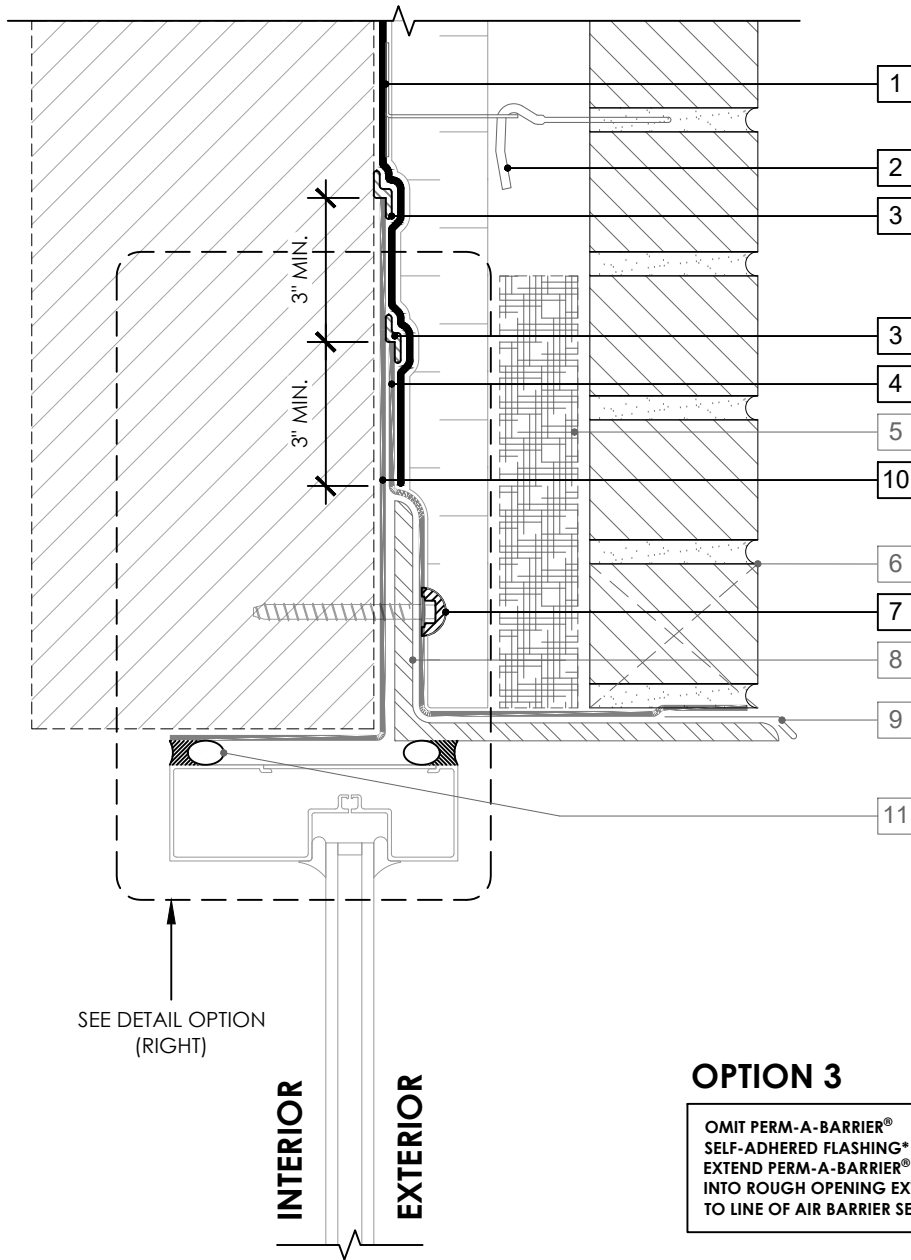 1
2
3
3" MIN.
3
4
3" MIN.
5
10
6
7
8
9
11
SEE DETAIL OPTION
(RIGHT)
INTERIOR
EXTERIOR
OPTION 3
OMIT PERM-A-BARRIER®
SELF-ADHERED FLASHING*
EXTEND PERM-A-BARRIER®
INTO ROUGH OPENING
TO LINE OF AIR BARRIER